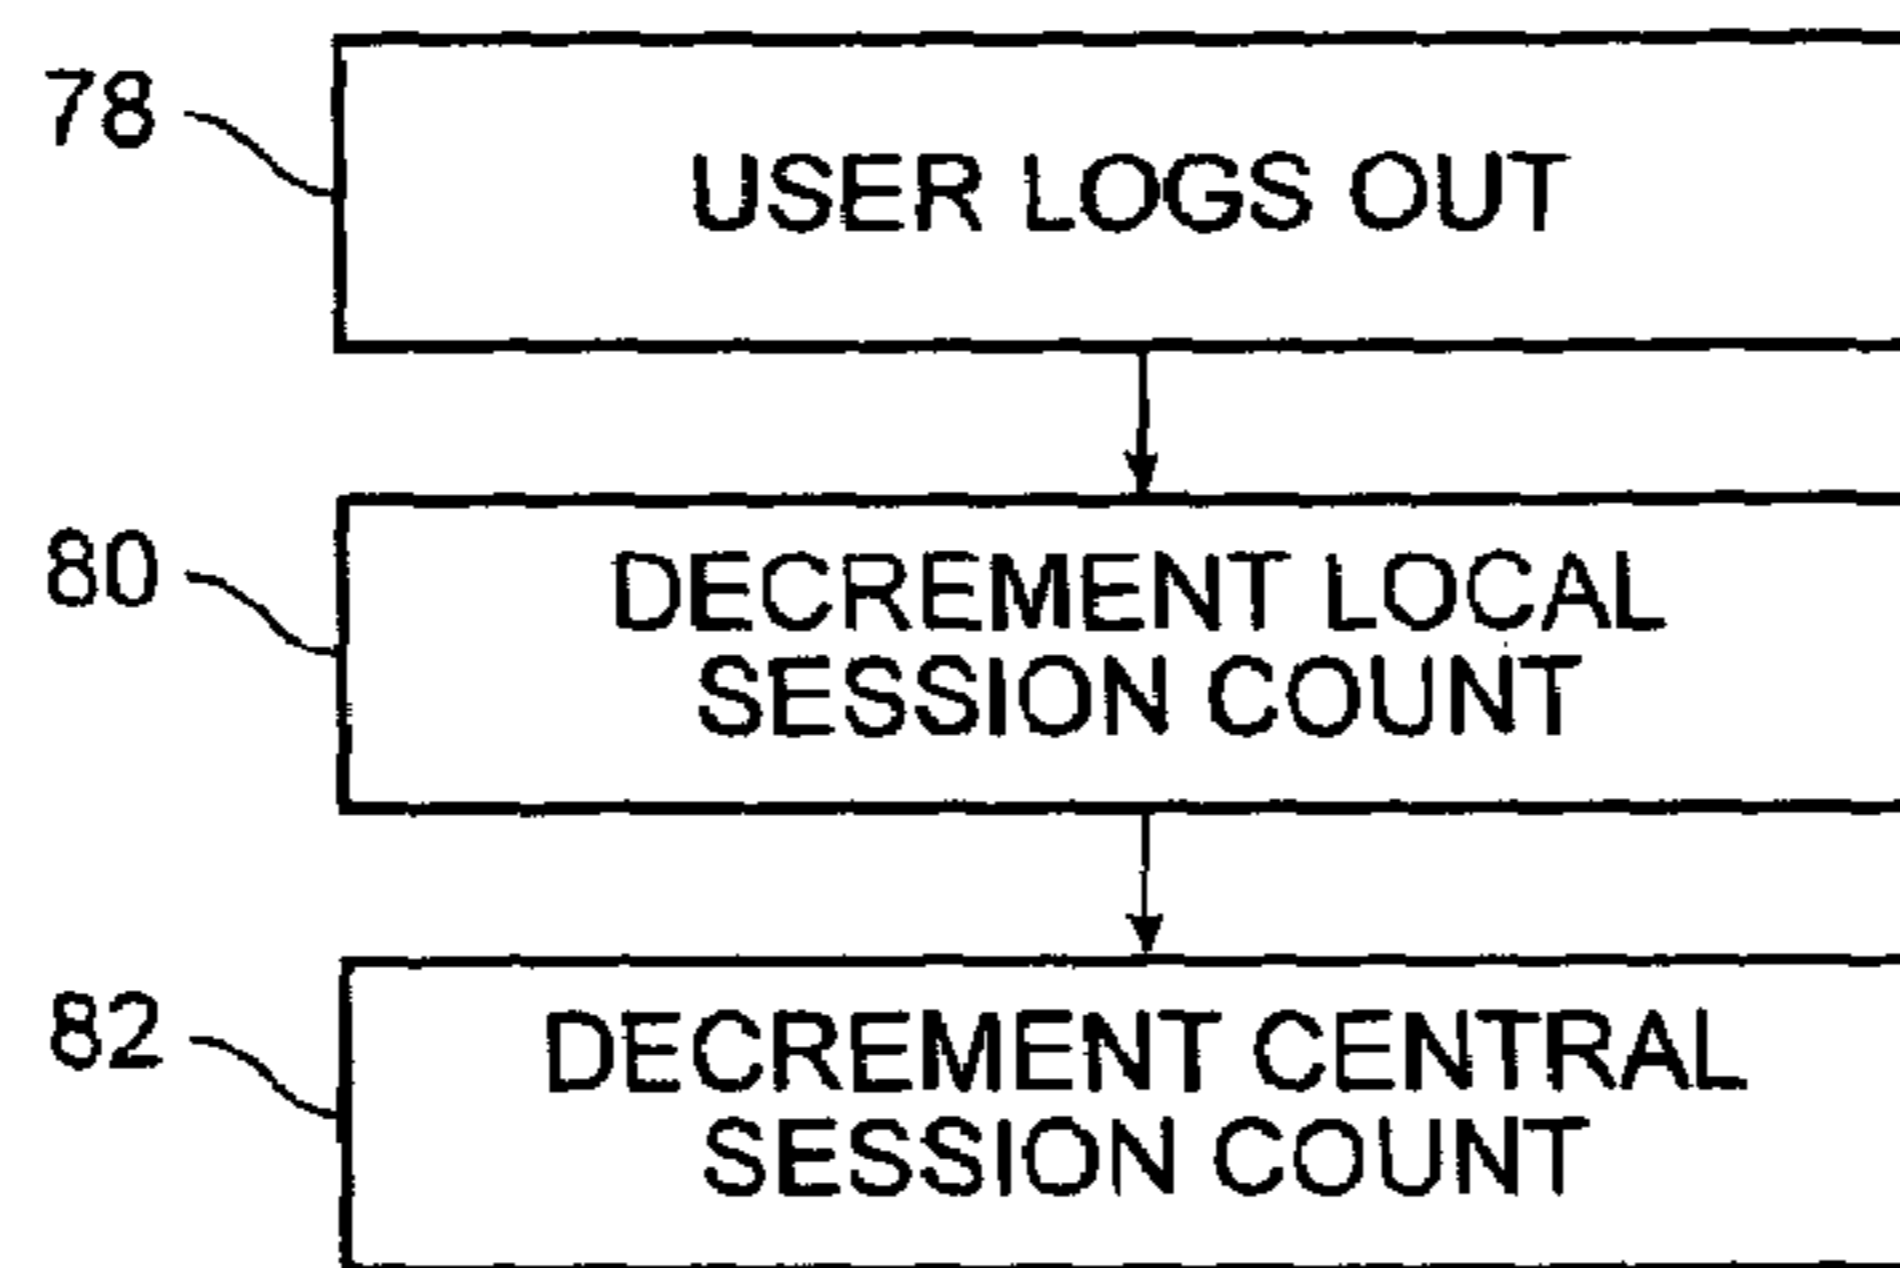 78
USER LOGS OUT
80
DECREMENT LOCAL
SESSION COUNT
82
DECREMENT CENTRAL
SESSION COUNT